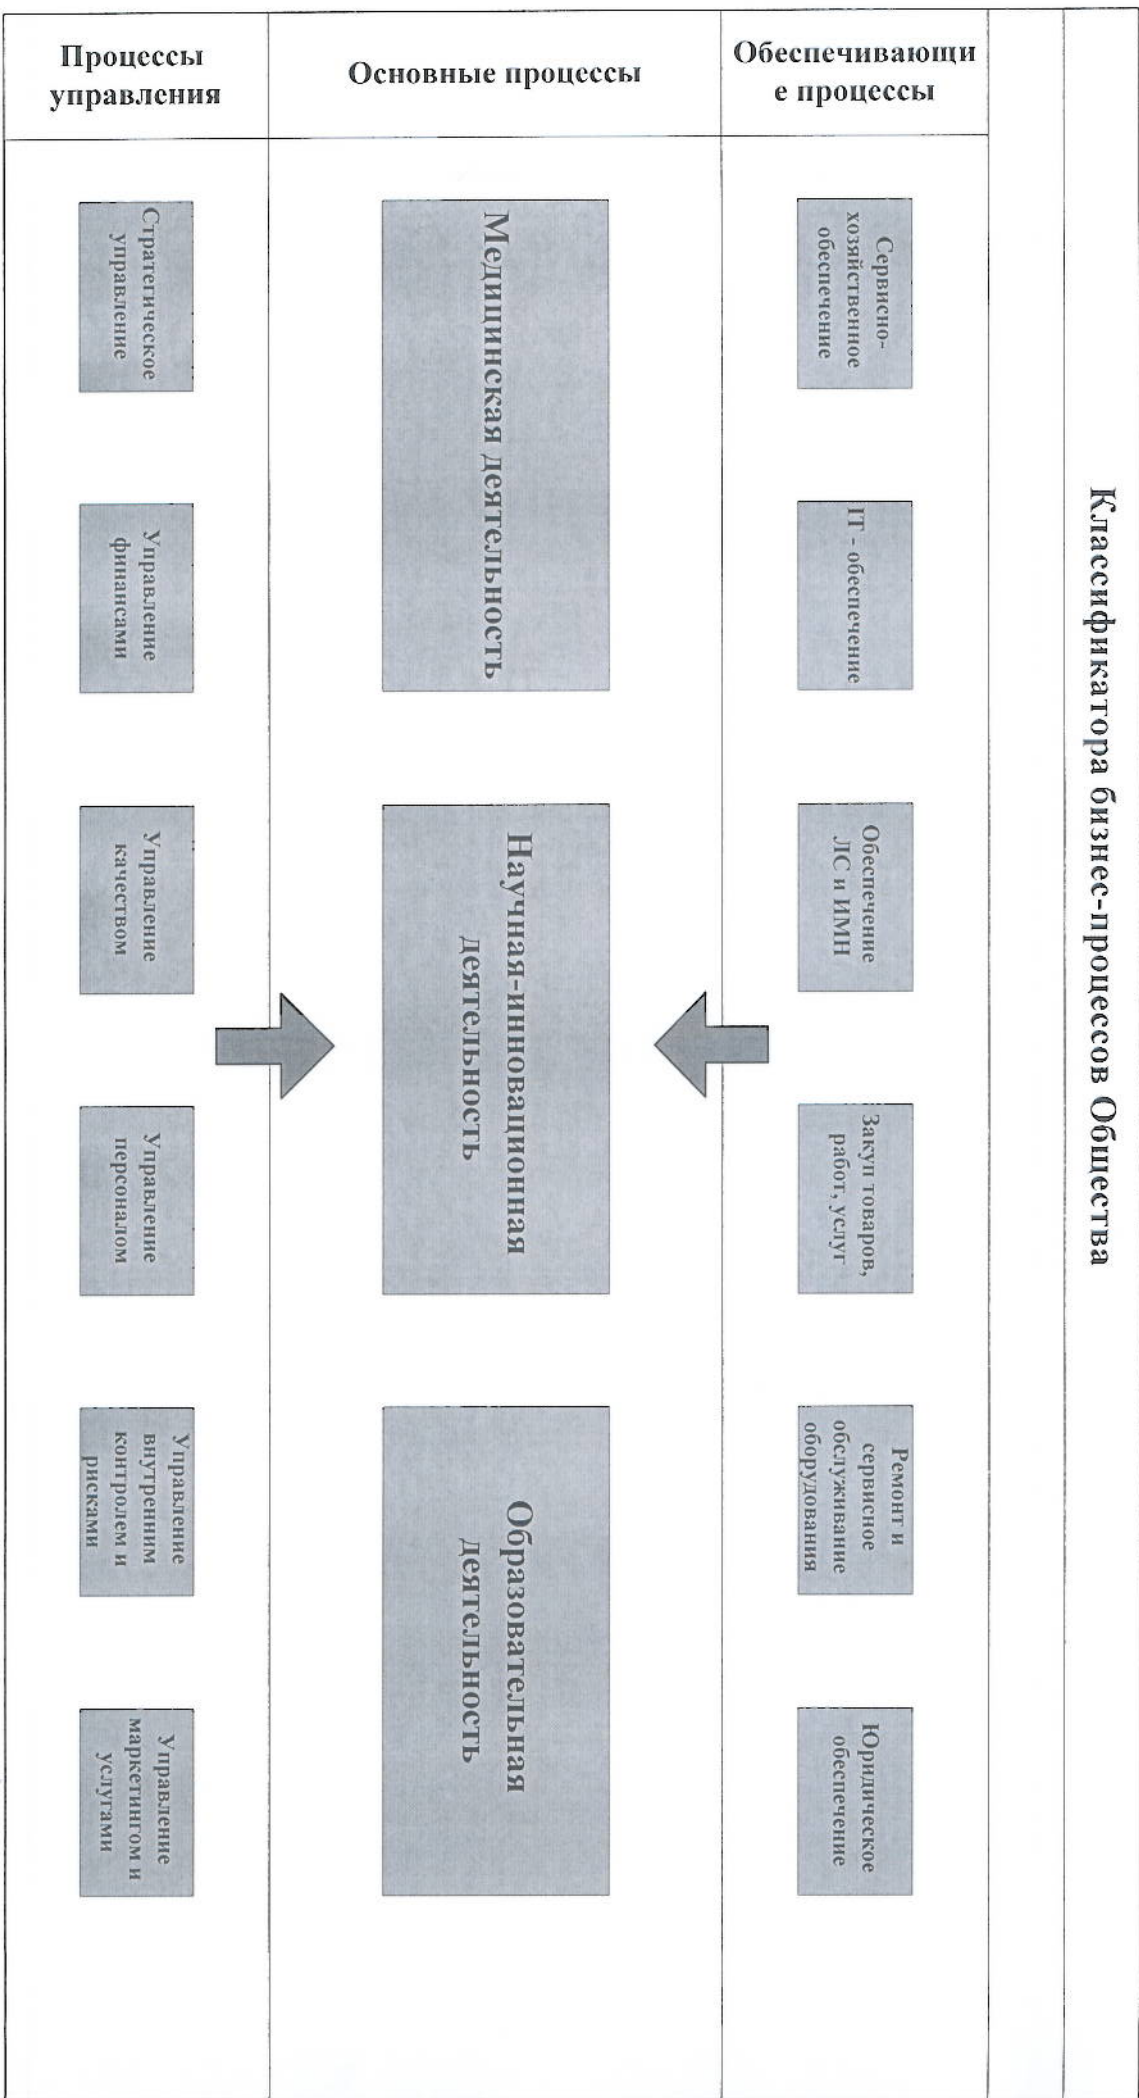 Классификатора бизнес-процессов Общества
Обеспечивающи
е процессы
Сервисно-
хозяйственное
обеспечение
IT - обеспечение
Обеспечение
ЛС и ИМН
Закуп товаров,
работ, услуг
Ремонт и
сервисное
обслуживание
оборудования
Юридическое
обеспечение
Основные процессы
Медицинская деятельность
Научная-инновационная
деятельность
Образовательная
деятельность
Процессы
управления
Стратегическое
управление
Управление
финансами
Управление
качеством
Управление
персоналом
Управление
внутренним
контролем и
рисками
Управление
маркетингом и
услугами